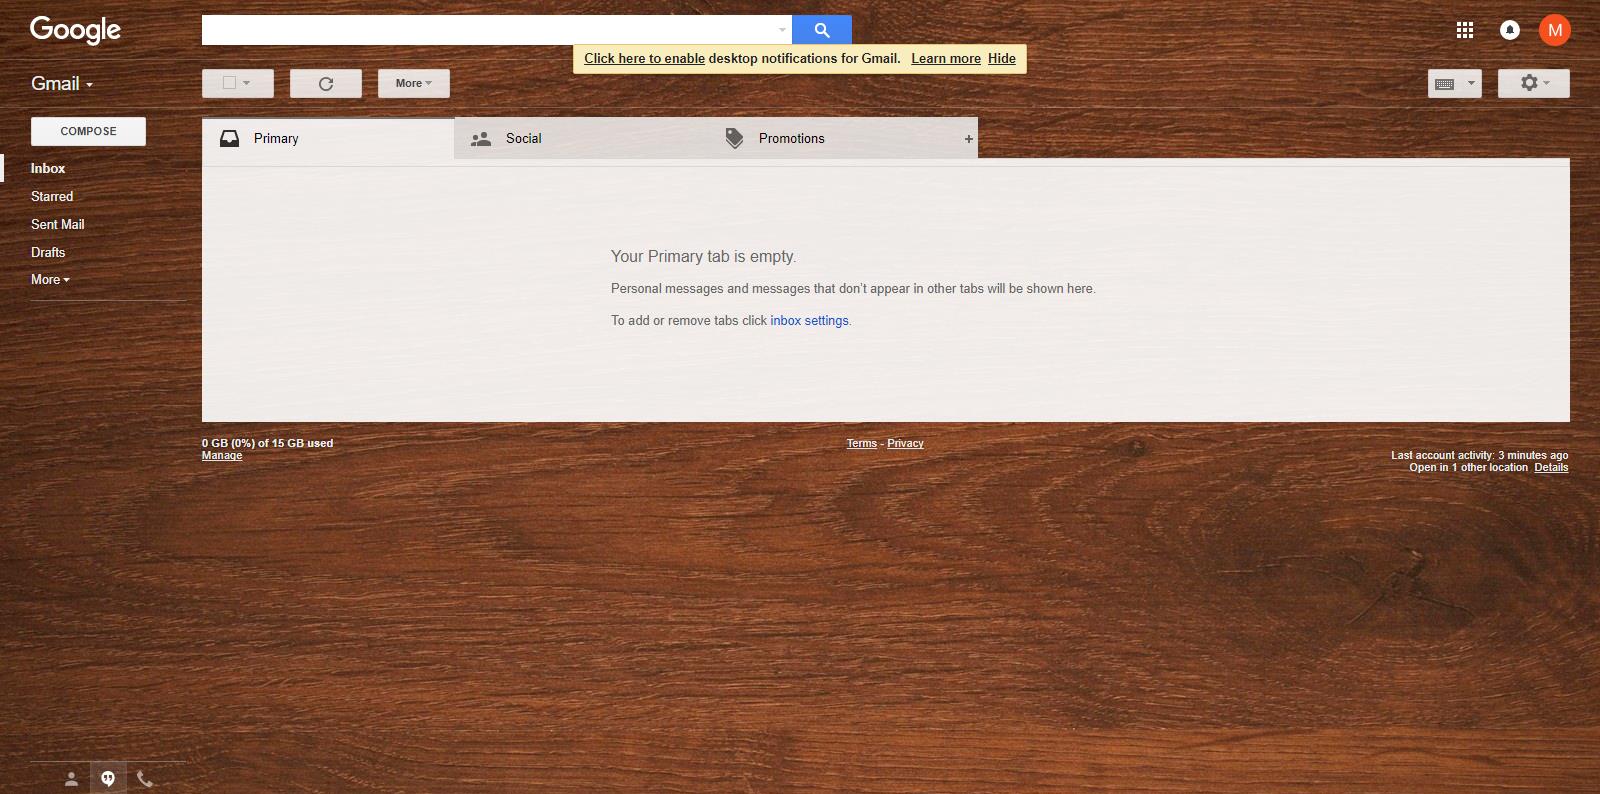 Google
Click here to enable desktop notifications for Gmail. Learn more Hide
M
Gmail
More
COMPOSE
Primary
Social
Promotions
+
Inbox
Starred
Sent Mail
Drafts
More
Your Primary tab is empty.
Personal messages and messages that don't appear in other tabs will be shown here.
To add or remove tabs click inbox settings.
0 GB (0%) of 15 GB used
Manage
Terms - Privacy
Last account activity: 3 minutes ago
Open in 1 other location Details